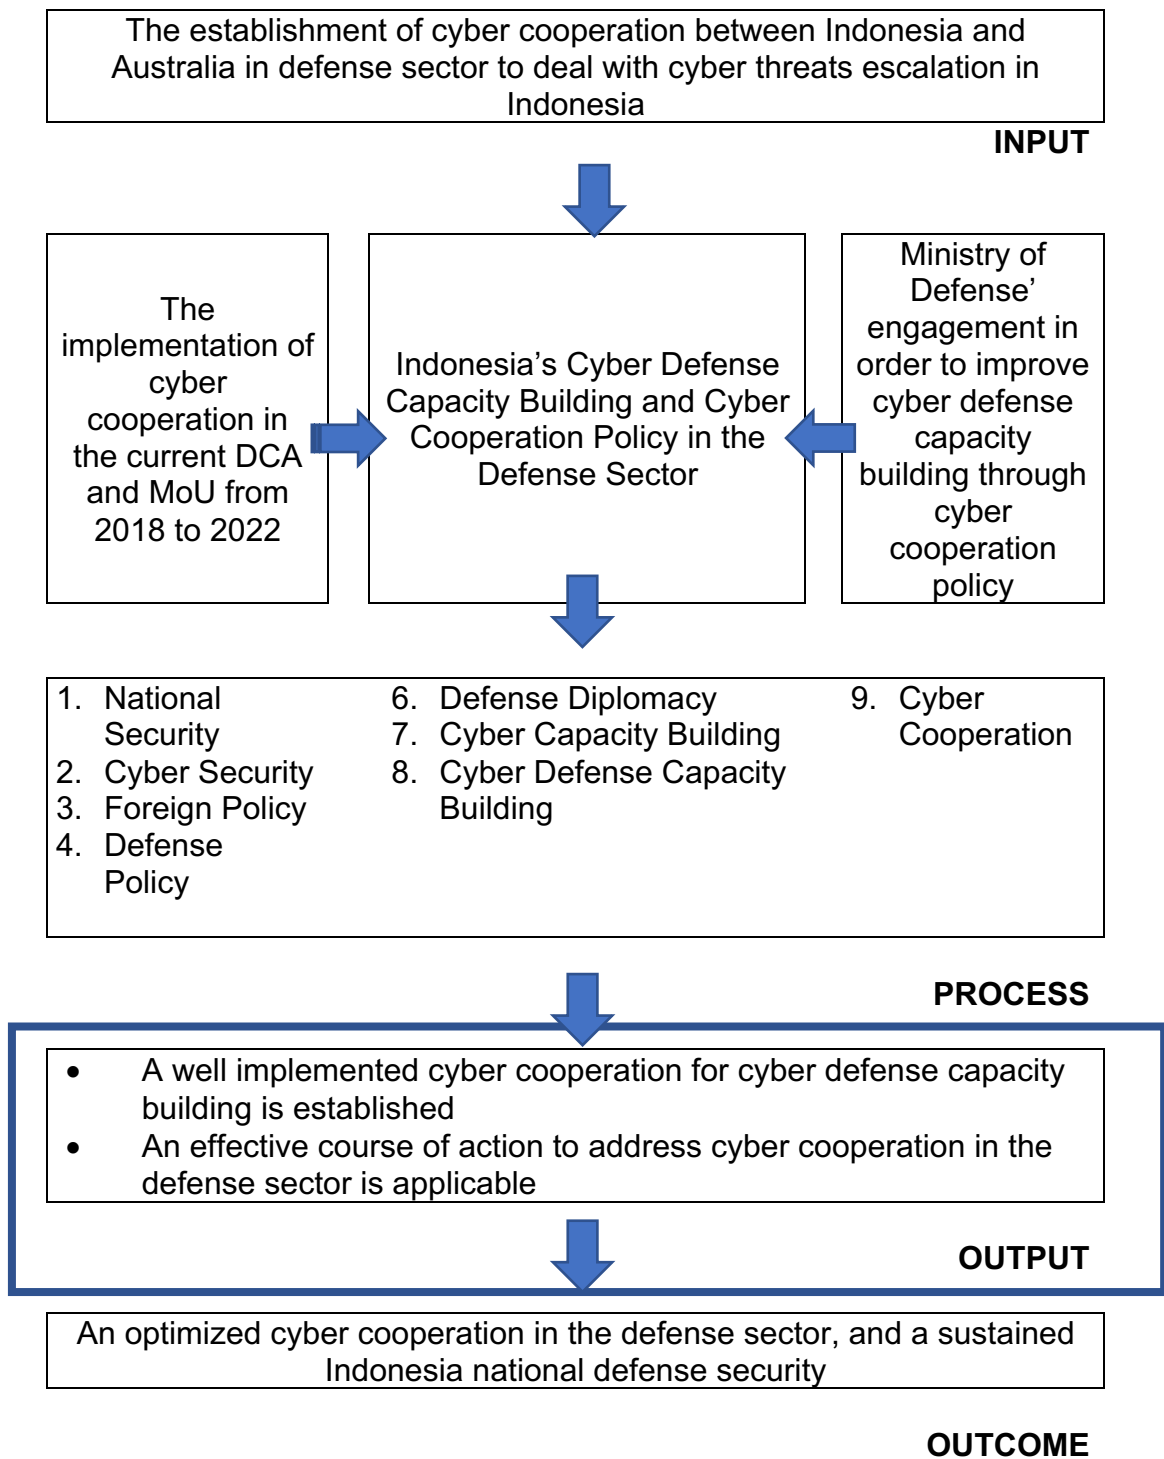 The establishment of cyber cooperation between Indonesia and
Australia in defense sector to deal with cyber threats escalation in
Indonesia
INPUT
The
implementation of
cyber
cooperation in
the current DCA
and MoU from
2018 to 2022
Indonesia’s Cyber Defense
Capacity Building and Cyber
Cooperation Policy in the
Defense Sector
Ministry of
Defense’
engagement in
order to improve
cyber defense
capacity
building through
cyber
cooperation
policy
1. National
Security
2. Cyber Security
3. Foreign Policy
4. Defense
Policy
6. Defense Diplomacy
7. Cyber Capacity Building
8. Cyber Defense Capacity
Building
9. Cyber
Cooperation
PROCESS
• A well implemented cyber cooperation for cyber defense capacity
building is established
• An effective course of action to address cyber cooperation in the
defense sector is applicable
OUTPUT
An optimized cyber cooperation in the defense sector, and a sustained
Indonesia national defense security
OUTCOME